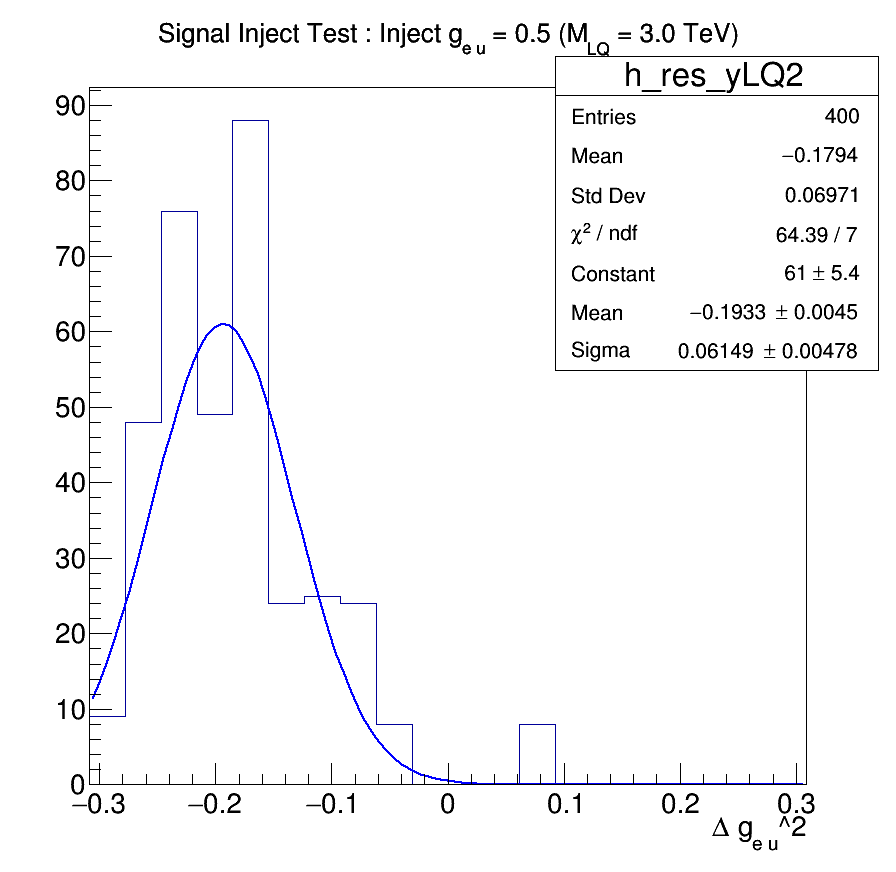 Signal Inject Test : Inject g_{e u} = 0.5 (M_{LQ} = 3.0 TeV)
h_res_yLQ2
Entries 400
Mean −0.1794
Std Dev 0.06971
χ² / ndf 64.39 / 7
Constant 61 ± 5.4
Mean −0.1933 ± 0.0045
Sigma 0.06149 ± 0.00478
90
80
70
60
50
40
30
20
10
0
−0.3 −0.2 −0.1 0 0.1 0.2 0.3
Δ g_{e u}^2